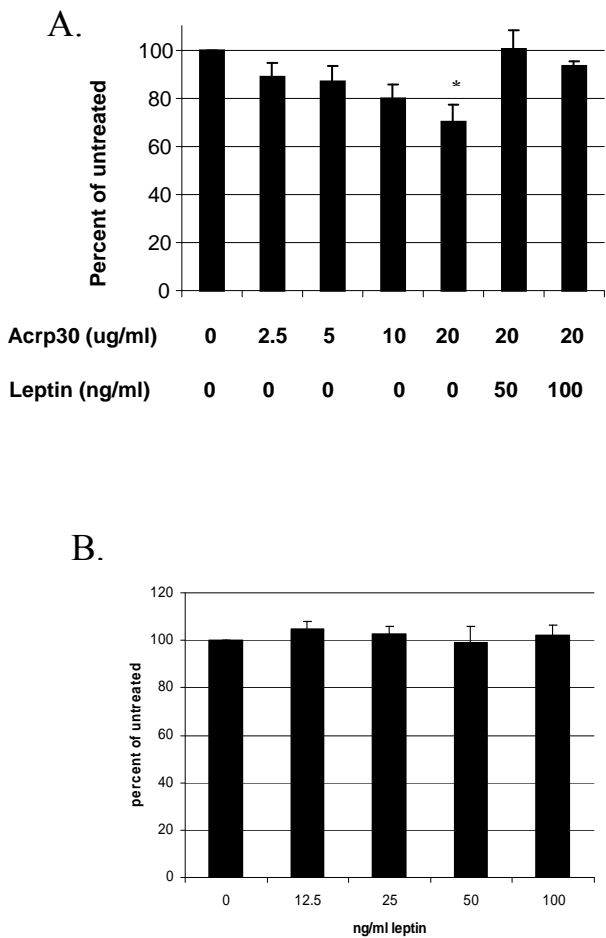 A.
100
80
60
40
20
0
Percent of untreated
*
Acrp30 (ug/ml) 0 2.5 5 10 20 20 20
Leptin (ng/ml) 0 0 0 0 0 50 100
B.
120
100
80
60
40
20
0
percent of untreated
0 12.5 25 50 100
ng/ml leptin